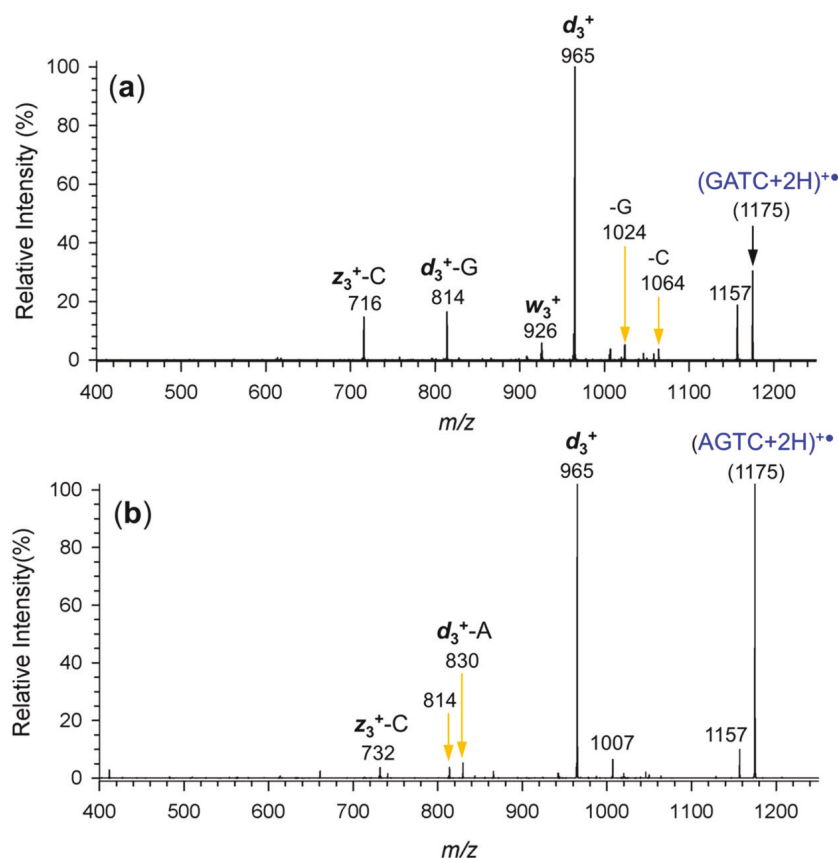 (a)
Relative Intensity (%)
100
80
60
40
20
0
d₃⁺
965
(GATC+2H)⁺•
(1175)
-G
1024
-C
1064
z₃⁺-C
716
d₃⁺-G
814
w₃⁺
926
1157
400 500 600 700 800 900 1000 1100 1200
m/z
(b)
Relative Intensity(%)
100
80
60
40
20
0
d₃⁺
965
(AGTC+2H)⁺•
(1175)
d₃⁺-A
830
814
z₃⁺-C
732
1007
1157
400 500 600 700 800 900 1000 1100 1200
m/z